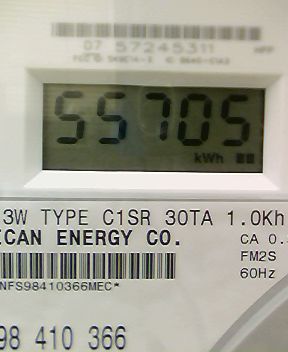 07 57245311
55705
kWh
3W TYPE C1SR 30TA 1.0Kh
ICAN ENERGY CO.
CA 0.
FM2S
60Hz
NFS98410366MEC*
98 410 366